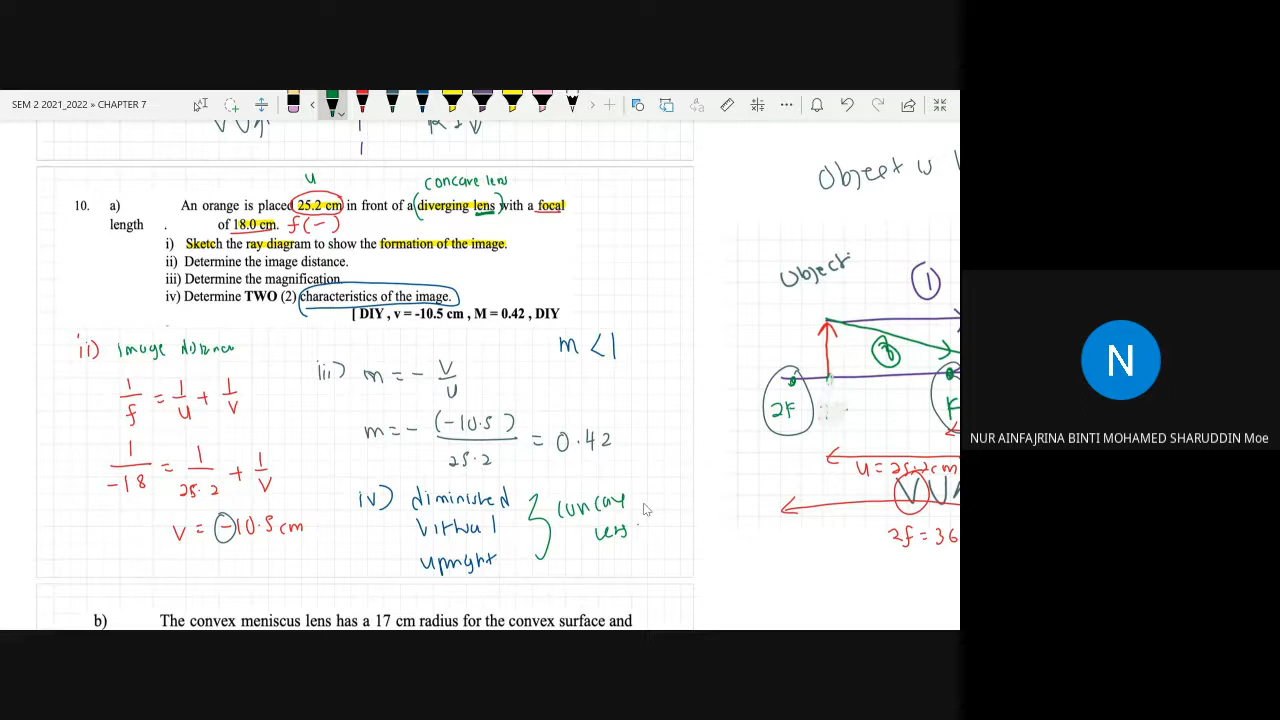 SEM 2 2021_2022 » CHAPTER 7
Object u
10. a) An orange is placed 25.2 cm in front of a diverging lens with a focal
length . of 18.0 cm.
u
concave lens
f(-)
i) Sketch the ray diagram to show the formation of the image.
ii) Determine the image distance.
iii) Determine the magnification.
iv) Determine TWO (2) characteristics of the image.
[ DIY , v = -10.5 cm , M = 0.42 , DIY
ii) image distance
1/f = 1/u + 1/v
1/-18 = 1/25.2 + 1/v
v = -10.5 cm
iii) m = - v/u
m = - (-10.5)/25.2 = 0.42
m < 1
iv) diminished
virtual
upright
concave
lens
Object
1
2
2F
F
u = 25.2cm
2f = 36
b) The convex meniscus lens has a 17 cm radius for the convex surface and
N
NUR AINFAJRINA BINTI MOHAMED SHARUDDIN Moe